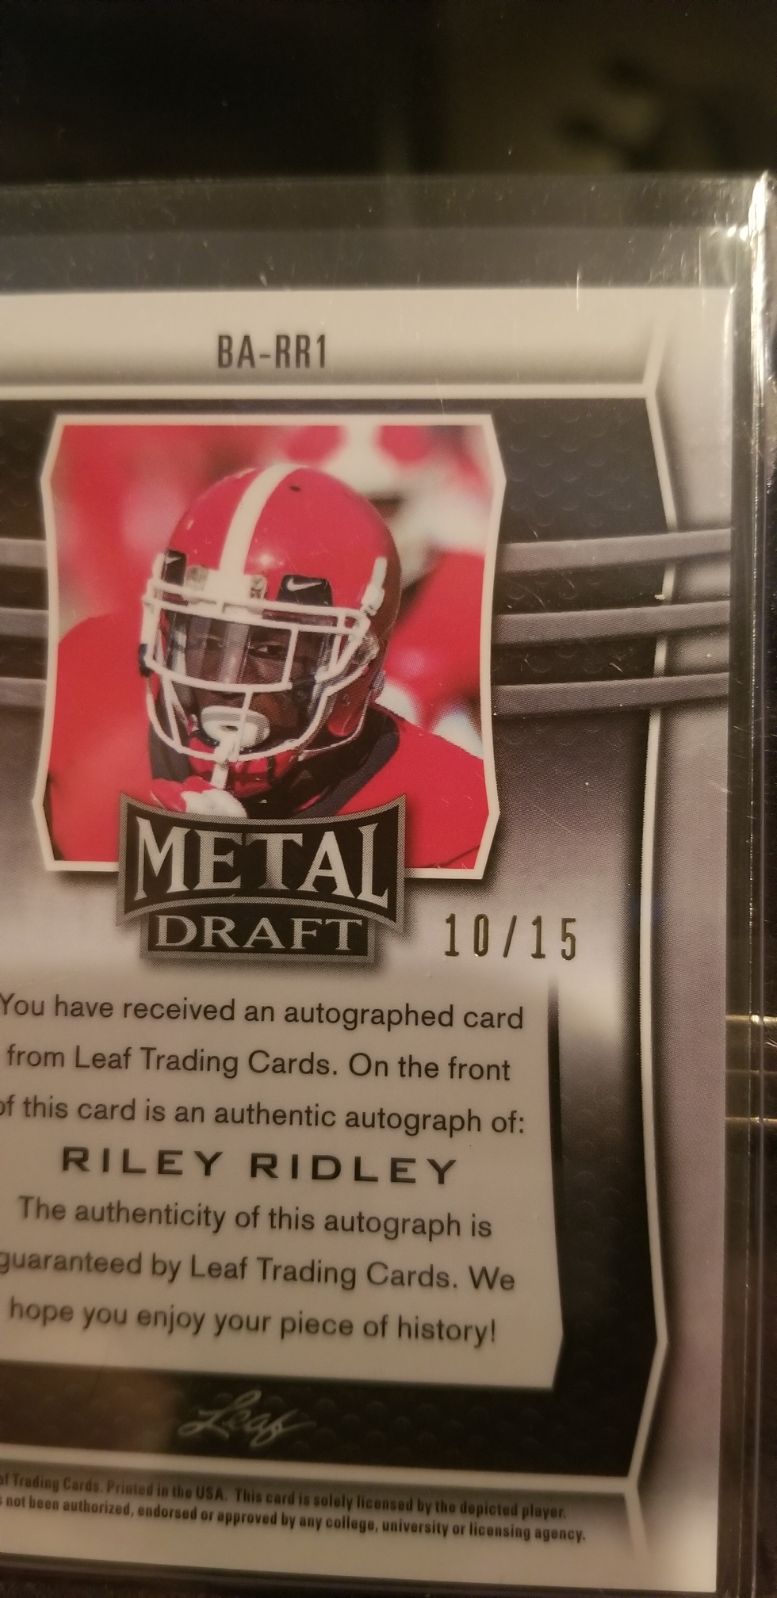 BA-RR1
METAL
DRAFT
10/15
You have received an autographed card
from Leaf Trading Cards. On the front
of this card is an authentic autograph of:
RILEY RIDLEY
The authenticity of this autograph is
guaranteed by Leaf Trading Cards. We
hope you enjoy your piece of history!
Leaf
Trading Cards. Printed in the USA. This card is solely licensed by the depicted player.
not been authorized, endorsed or approved by any college, university or licensing agency.